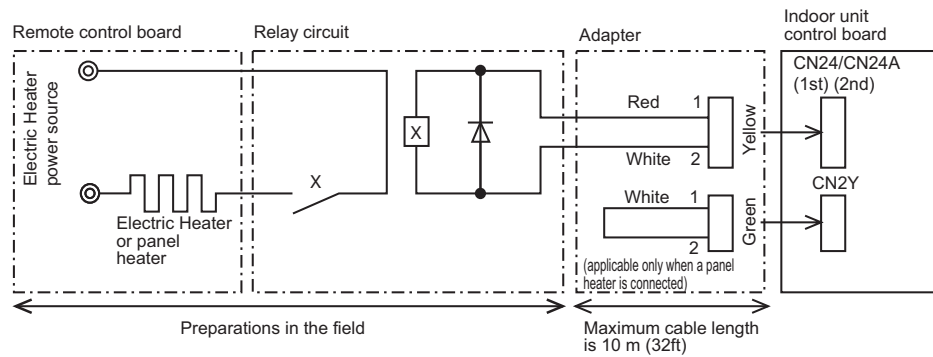 Remote control board
Relay circuit
Adapter
Indoor unit
control board
Electric Heater
power source
Electric Heater
or panel
heater
X
X
Red
1
White
2
Yellow
White
1
2
Green
(applicable only when a panel
heater is connected)
CN24/CN24A
(1st) (2nd)
CN2Y
Preparations in the field
Maximum cable length
is 10 m (32ft)